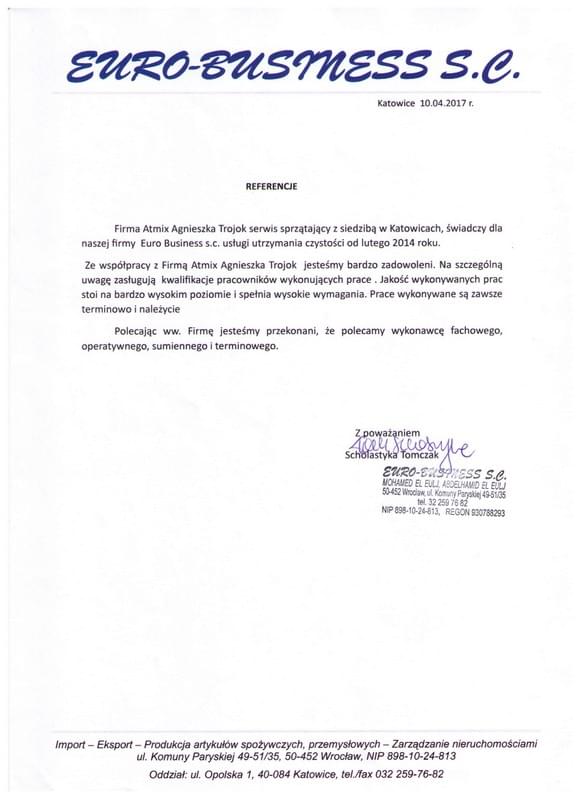 EURO-BUSINESS S.C.
Katowice 10.04.2017 r.
REFERENCJE
Firma Atmix Agnieszka Trojok serwis sprzątający z siedzibą w Katowicach, świadczy dla
naszej firmy Euro Business s.c. usługi utrzymania czystości od lutego 2014 roku.
Ze współpracy z Firmą Atmix Agnieszka Trojok jesteśmy bardzo zadowoleni. Na szczególną
uwagę zasługują kwalifikacje pracowników wykonujących prace . Jakość wykonywanych prac
stoi na bardzo wysokim poziomie i spełnia wysokie wymagania. Prace wykonywane są zawsze
terminowo i należycie
Polecając ww. Firmę jesteśmy przekonani, że polecamy wykonawcę fachowego,
operatywnego, sumiennego i terminowego.
Z poważaniem
Scholastyka Tomczak
EURO-BUSINESS S.C.
MOHAMED EL EULJ, ABDELHAMID EL EULJ
50-452 Wrocław, ul. Komuny Paryskiej 49-51/35
tel. 32 259 76 82
NIP 898-10-24-813, REGON 930788293
Import – Eksport – Produkcja artykułów spożywczych, przemysłowych – Zarządzanie nieruchomościami
ul. Komuny Paryskiej 49-51/35, 50-452 Wrocław, NIP 898-10-24-813
Oddział: ul. Opolska 1, 40-084 Katowice, tel./fax 032 259-76-82